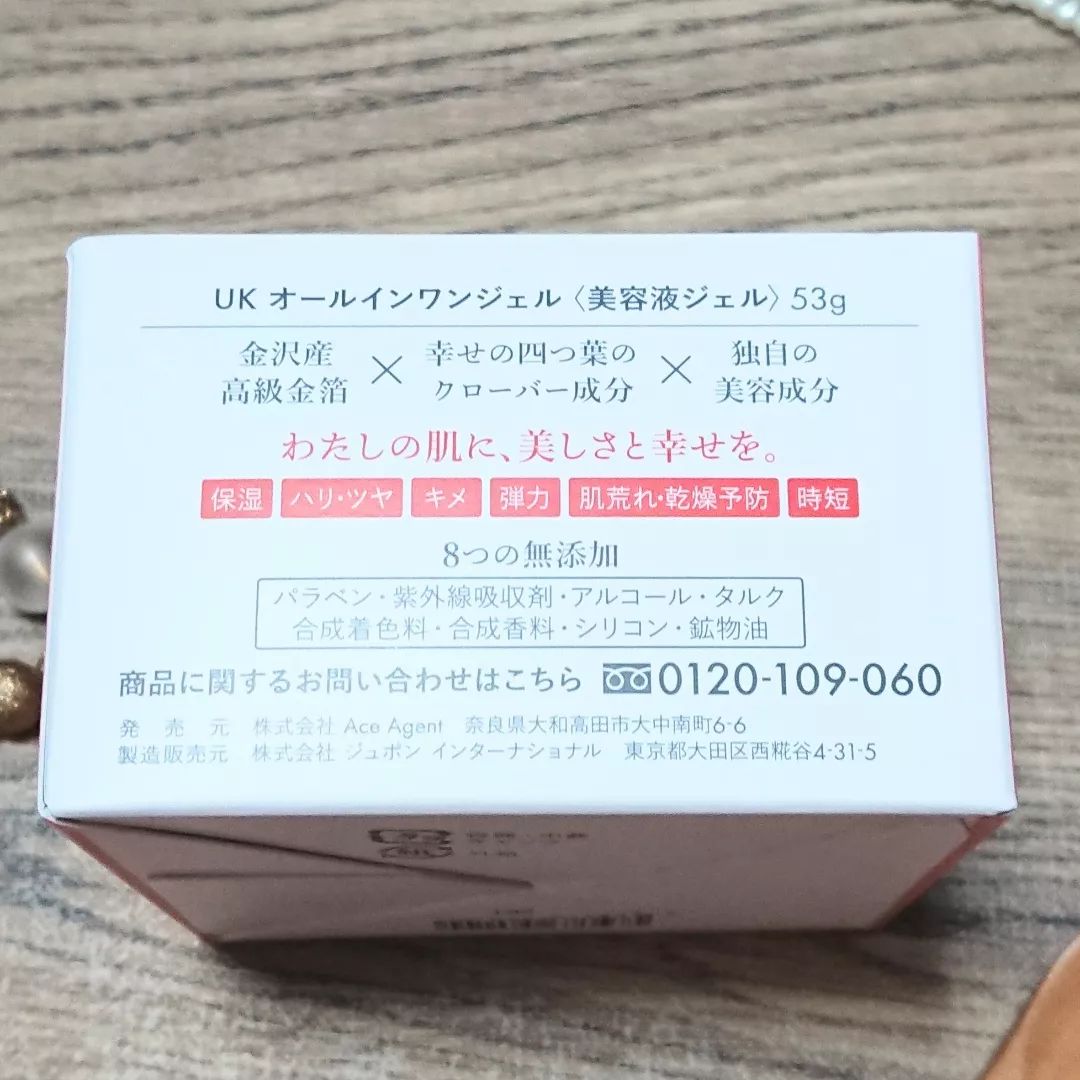 UK オールインワンジェル〈美容液ジェル〉53g
金沢産 高級金箔 × 幸せの四つ葉の クローバー成分 × 独自の 美容成分
わたしの肌に、美しさと幸せを。
保湿 ハリ・ツヤ キメ 弾力 肌荒れ・乾燥予防 時短
8つの無添加
パラベン・紫外線吸収剤・アルコール・タルク
合成着色料・合成香料・シリコン・鉱物油
商品に関するお問い合わせはこちら 0120-109-060
発売元 株式会社 Ace Agent 奈良県大和高田市大中南町6-6
製造販売元 株式会社 ジュポン インターナショナル 東京都大田区西糀谷4-31-5